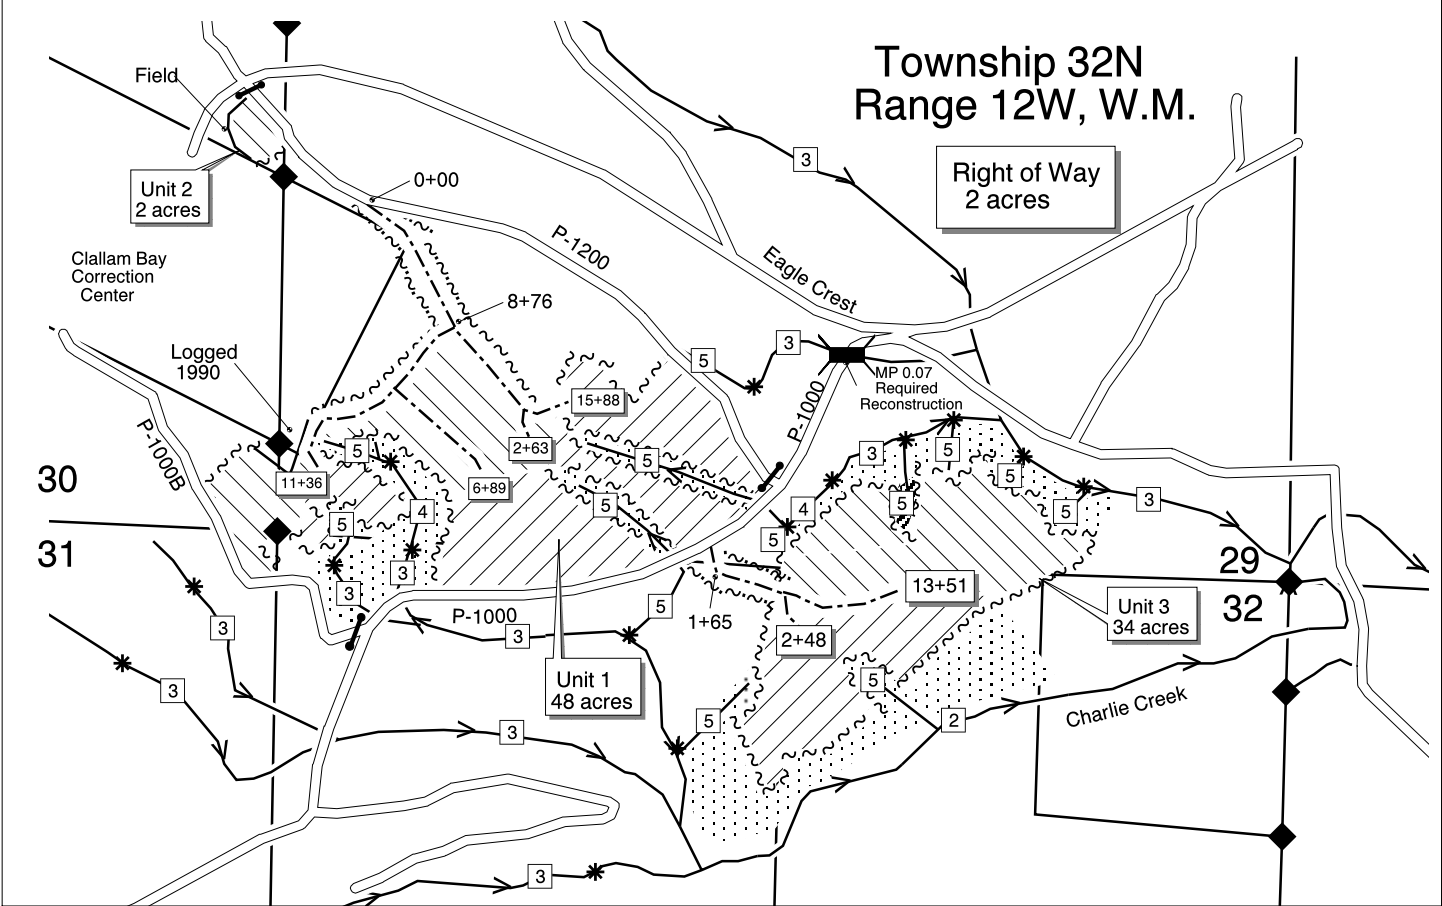 Township 32N
Range 12W, W.M.
Field
3
Right of Way
2 acres
Unit 2
2 acres
0+00
P-1200
Clallam Bay
Correction
Center
Eagle Crest
8+76
Logged
1990
5
3
MP 0.07
Required
Reconstruction
P-1000
15+88
P-1000B
2+63
5
5
3
5
30
11+36
6+89
5
5
3
4
5
4
5
5
5
5
31
29
3
3
13+51
32
5
1+65
Unit 3
34 acres
P-1000
3
3
2+48
Unit 1
48 acres
5
3
5
2
Charlie Creek
3
3